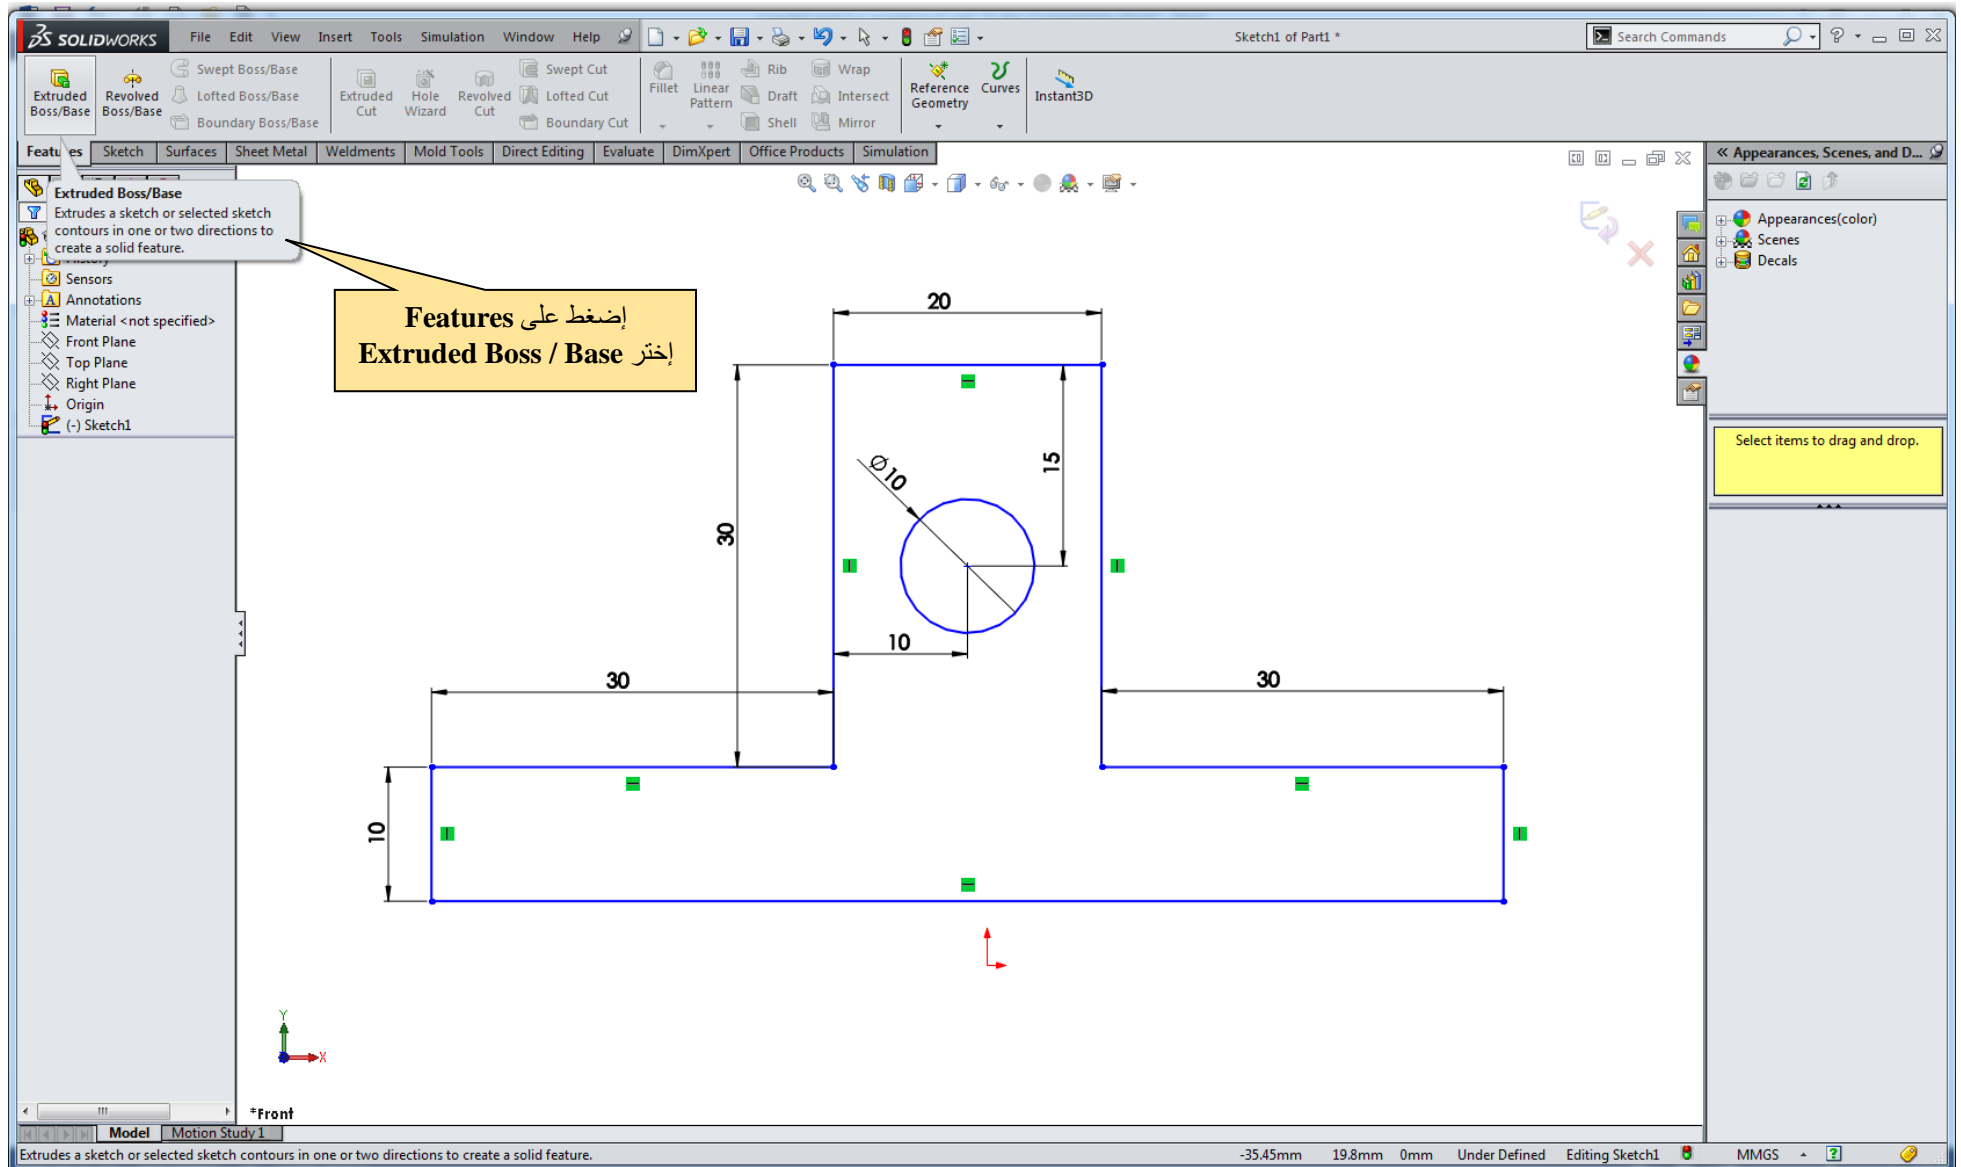 SOLIDWORKS File Edit View Insert Tools Simulation Window Help Sketch1 of Part1 * Search Commands
Extruded Boss/Base
Revolved Boss/Base
Swept Boss/Base
Lofted Boss/Base
Boundary Boss/Base
Extruded Cut
Hole Wizard
Revolved Cut
Swept Cut
Lofted Cut
Boundary Cut
Fillet
Linear Pattern
Rib
Draft
Shell
Wrap
Intersect
Mirror
Reference Geometry
Curves
Instant3D
Features Sketch Surfaces Sheet Metal Weldments Mold Tools Direct Editing Evaluate DimXpert Office Products Simulation
« Appearances, Scenes, and D...
Extruded Boss/Base
Extrudes a sketch or selected sketch
contours in one or two directions to
create a solid feature.
History
Sensors
Annotations
Material <not specified>
Front Plane
Top Plane
Right Plane
Origin
(-) Sketch1
إضغط على Features
إختر Extruded Boss / Base
20
30
15
Ø10
10
30
30
10
Y
X
*Front
Appearances(color)
Scenes
Decals
Select items to drag and drop.
Model Motion Study 1
Extrudes a sketch or selected sketch contours in one or two directions to create a solid feature. -35.45mm 19.8mm 0mm Under Defined Editing Sketch1 MMGS